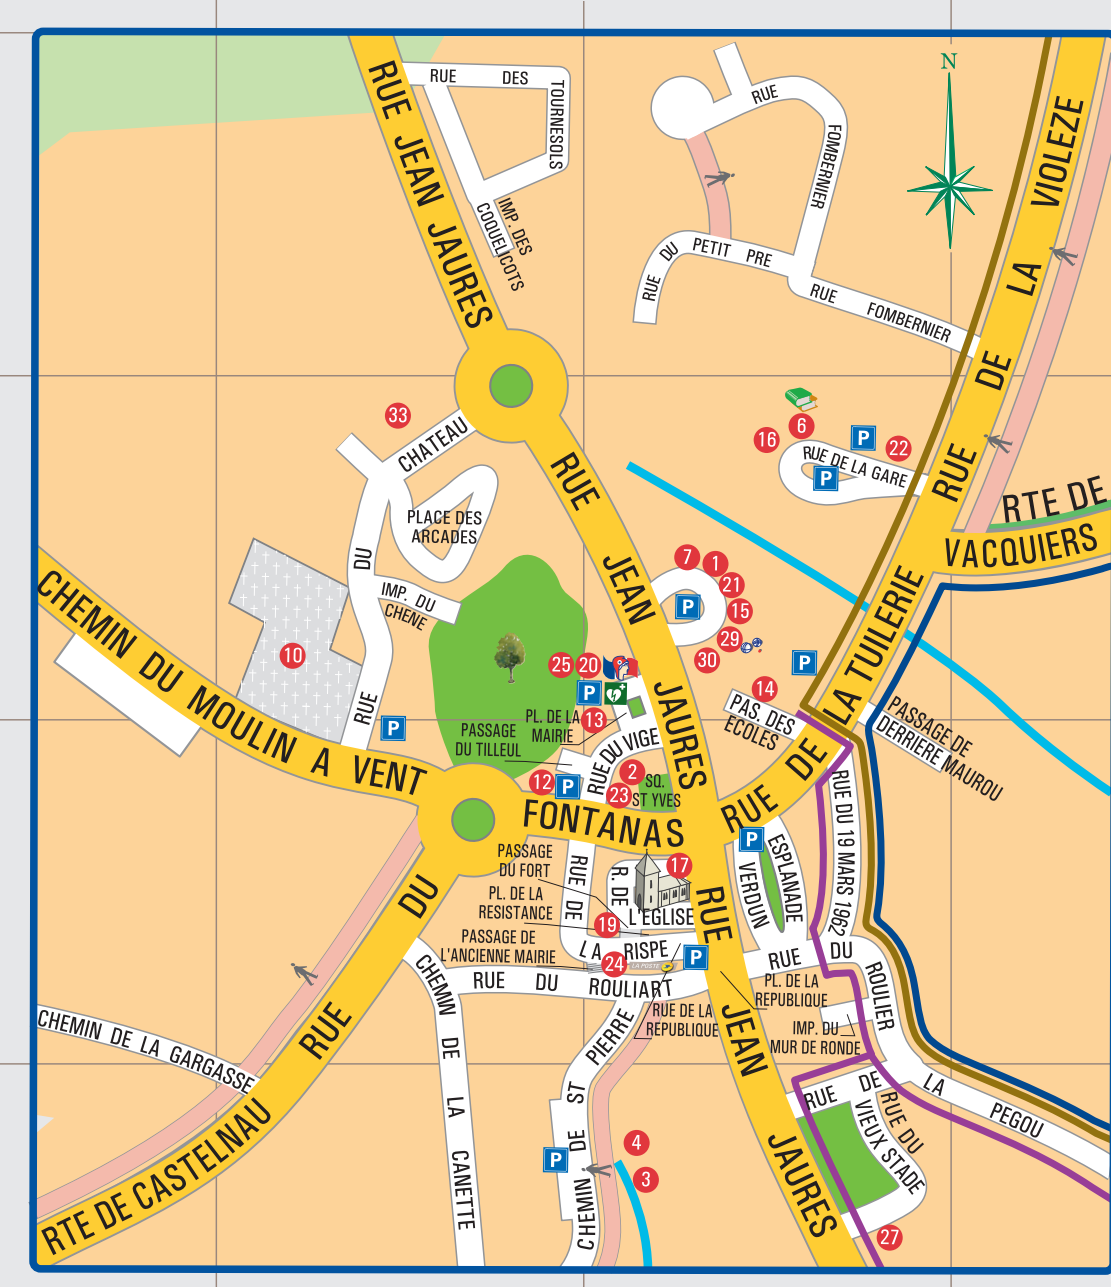 RUE DES
TOURNESOLS
RUE JEAN JAURES
IMP. DES
COQUELICOTS
RUE
FOMBERNIER
N
RUE DE LA VIOLEZE
RUE DU PETIT PRE
RUE FOMBERNIER
33
CHATEAU
6
16
P
22
RUE DE LA GARE
P
RTE DE
VACQUIERS
PLACE DES
ARCADES
RUE JEAN JAURES
DU
IMP. DU
CHENE
7
1
21
P
15
29
30
10
CHEMIN DU MOULIN A VENT
RUE
P
25
20
P
13
PL. DE LA
MAIRIE
PASSAGE
DU TILLEUL
RUE DU VIGE
P
14
PAS. DES
ECOLES
RUE DE LA TUILERIE
PASSAGE DE
DERRIERE MAUROU
12
P
2
23
SQ.
ST YVES
FONTANAS
RUE DU 19 MARS 1962
P
ESPLANADE
VERDUN
PASSAGE
DU FORT
PL. DE LA
RESISTANCE
PASSAGE DE
L'ANCIENNE MAIRIE
RUE DE
LA RISPE
R. DE
L'EGLISE
17
19
24
LA POSTE
P
RUE DU
ROULIER
RUE JEAN JAURES
PL. DE LA
REPUBLIQUE
RUE DE LA
REPUBLIQUE
IMP. DU
MUR DE RONDE
RUE DU ROULIART
CHEMIN DE LA CANETTE
RUE DU
CHEMIN DE LA GARGASSE
RTE DE CASTELNAU
CHEMIN DE ST PIERRE
P
4
3
RUE DE LA PEGOU
RUE DU
VIEUX STADE
27